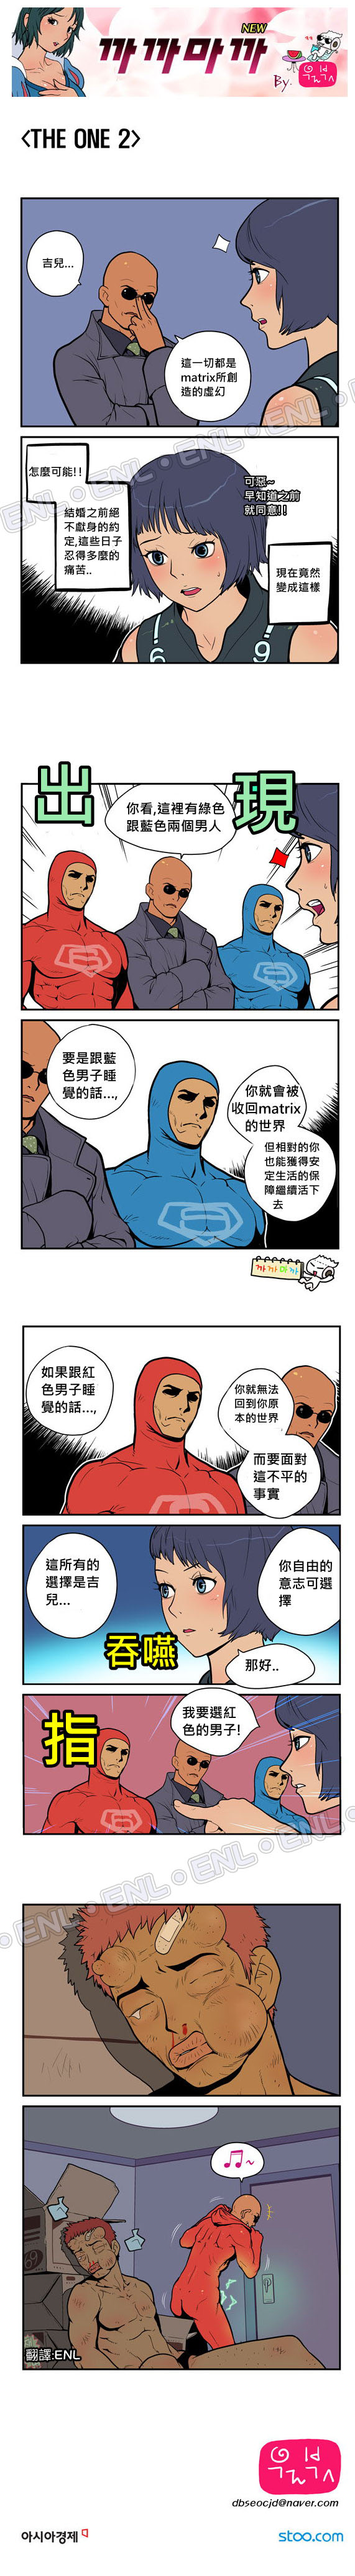 NEW
까까마까
By.
<THE ONE 2>
吉兒...
這一切都是
matrix所創
造的虛幻
ENL
怎麼可能!!
結婚之前絕
不獻身的約
定,這些日子
忍得多麼的
痛苦..
可惡~
早知道之前
就同意!!
現在竟然
變成這樣
6
9
出
現
你看,這裡有綠色
跟藍色兩個男人
要是跟藍
色男子睡
覺的話...,
你就會被
收回matrix
的世界
但相對的你
也能獲得安
定生活的保
障繼續活下
去
까까마까
如果跟紅
色男子睡
覺的話...,
你就無法
回到你原
本的世界
而要面對
這不平的
事實
這所有的
選擇是吉
兒...
你自由的
意志可選
擇
吞嚥
那好..
指
我要選紅
色的男子!
ENL
翻譯:ENL
dbseocjd@naver.com
아시아경제
stoo.com